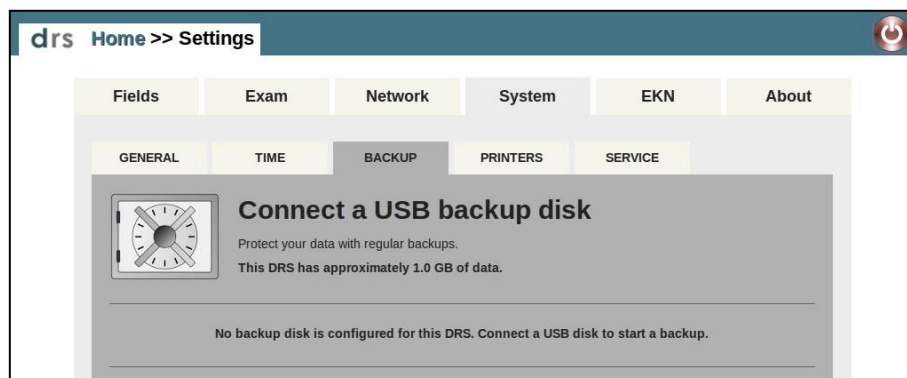 drs Home >> Settings
Fields Exam Network System EKN About
GENERAL TIME BACKUP PRINTERS SERVICE
Connect a USB backup disk
Protect your data with regular backups.
This DRS has approximately 1.0 GB of data.
No backup disk is configured for this DRS. Connect a USB disk to start a backup.